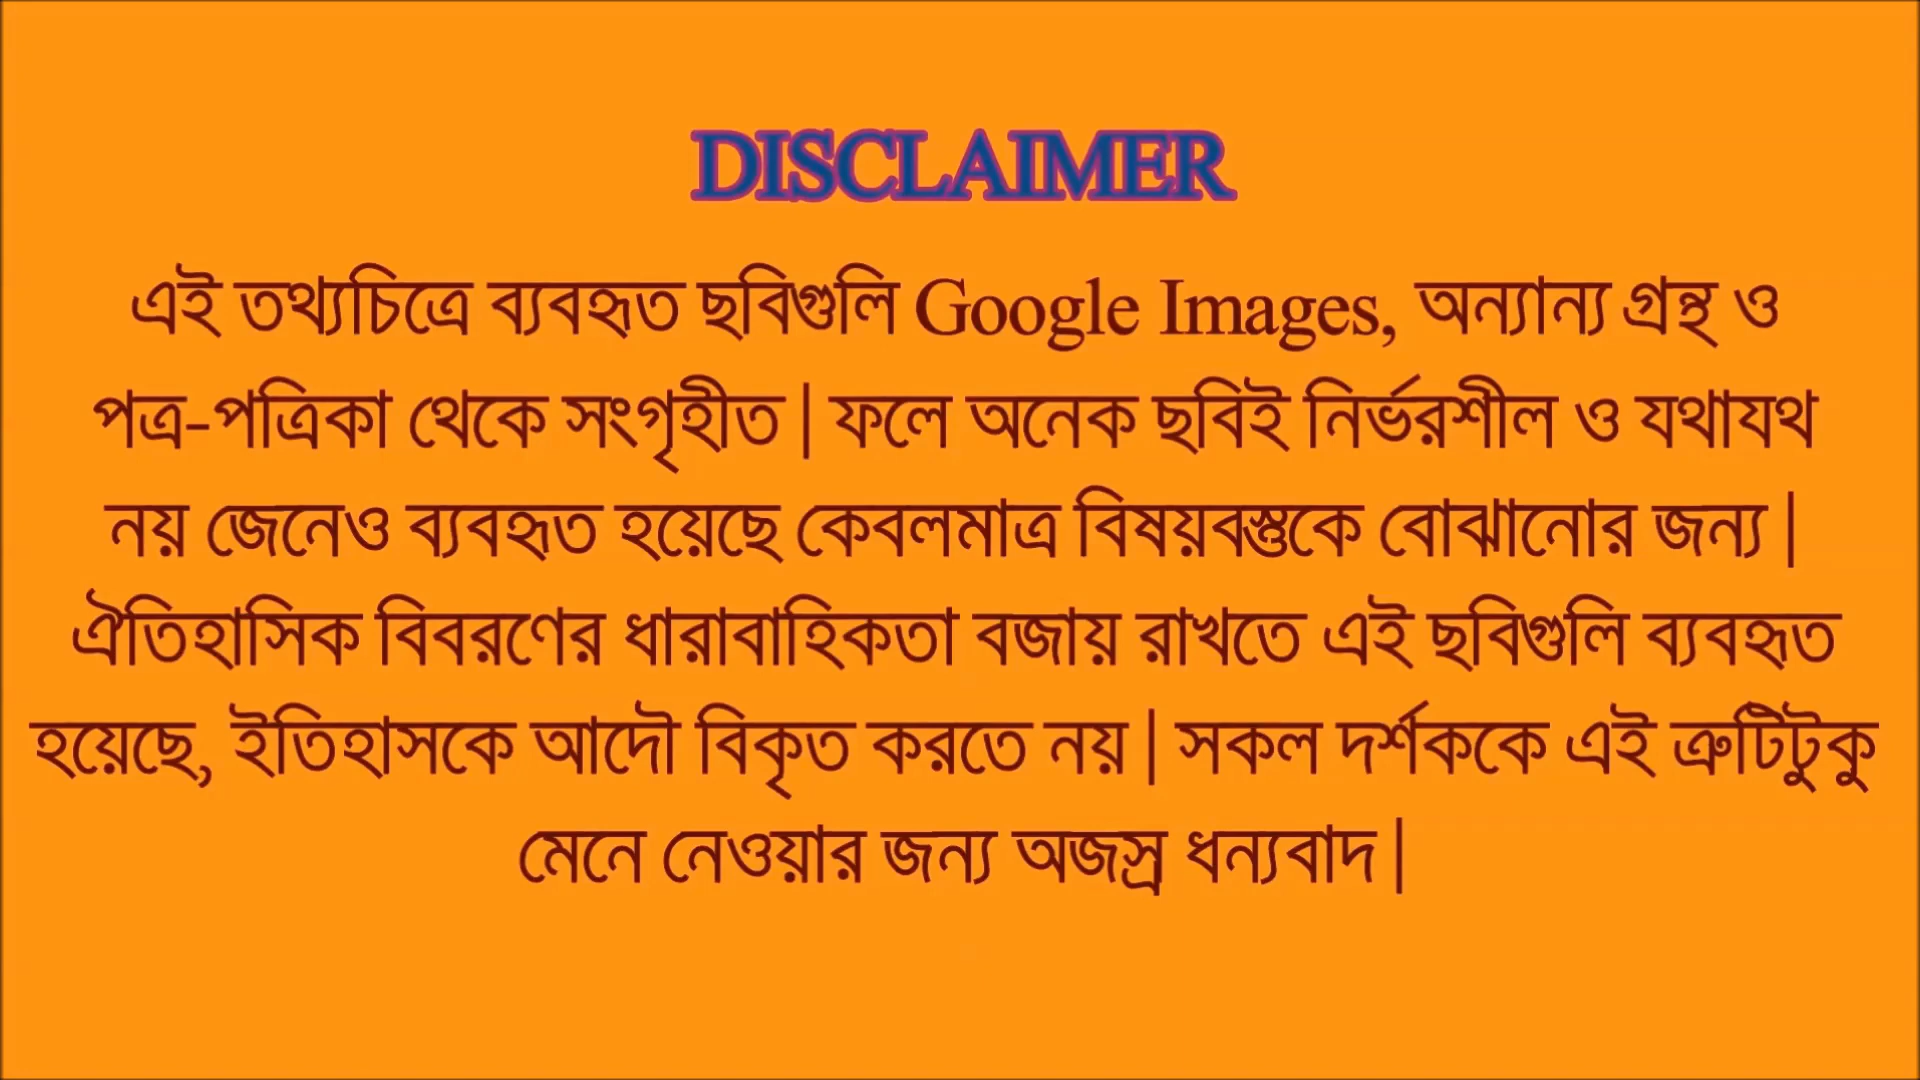 DISCLAIMER
এই তথ্যচিত্রে ব্যবহৃত ছবিগুলি Google Images, অন্যান্য গ্রন্থ ও
পত্র-পত্রিকা থেকে সংগৃহীত | ফলে অনেক ছবিই নির্ভরশীল ও যথাযথ
নয় জেনেও ব্যবহৃত হয়েছে কেবলমাত্র বিষয়বস্তুকে বোঝানোর জন্য |
ঐতিহাসিক বিবরণের ধারাবাহিকতা বজায় রাখতে এই ছবিগুলি ব্যবহৃত
হয়েছে, ইতিহাসকে আদৌ বিকৃত করতে নয় | সকল দর্শককে এই ত্রুটিটুকু
মেনে নেওয়ার জন্য অজস্র ধন্যবাদ |